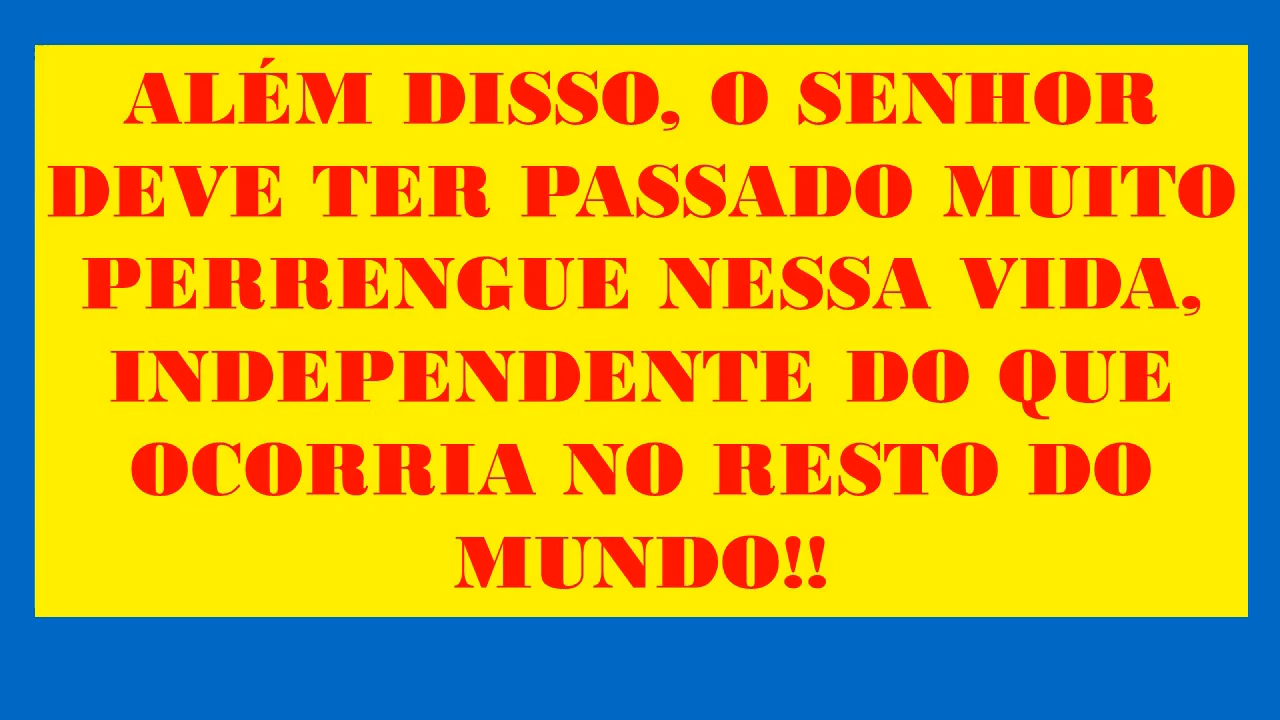 ALÉM DISSO, O SENHOR
DEVE TER PASSADO MUITO
PERRENGUE NESSA VIDA,
INDEPENDENTE DO QUE
OCORRIA NO RESTO DO
MUNDO!!